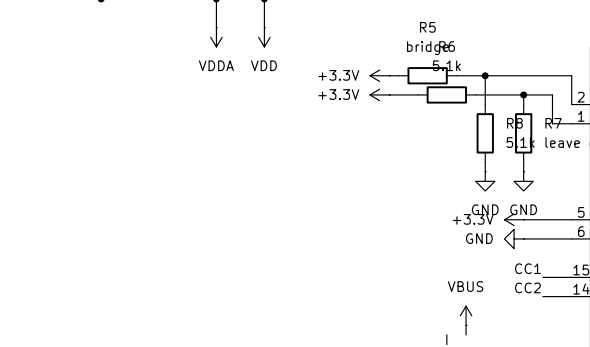 R5
bridge
R6
5.1k
VDDA
VDD
+3.3V
+3.3V
2
1
R8
5.1k
R7
leave
GND
GND
+3.3V
5
GND
6
CC1
15
VBUS
CC2
14